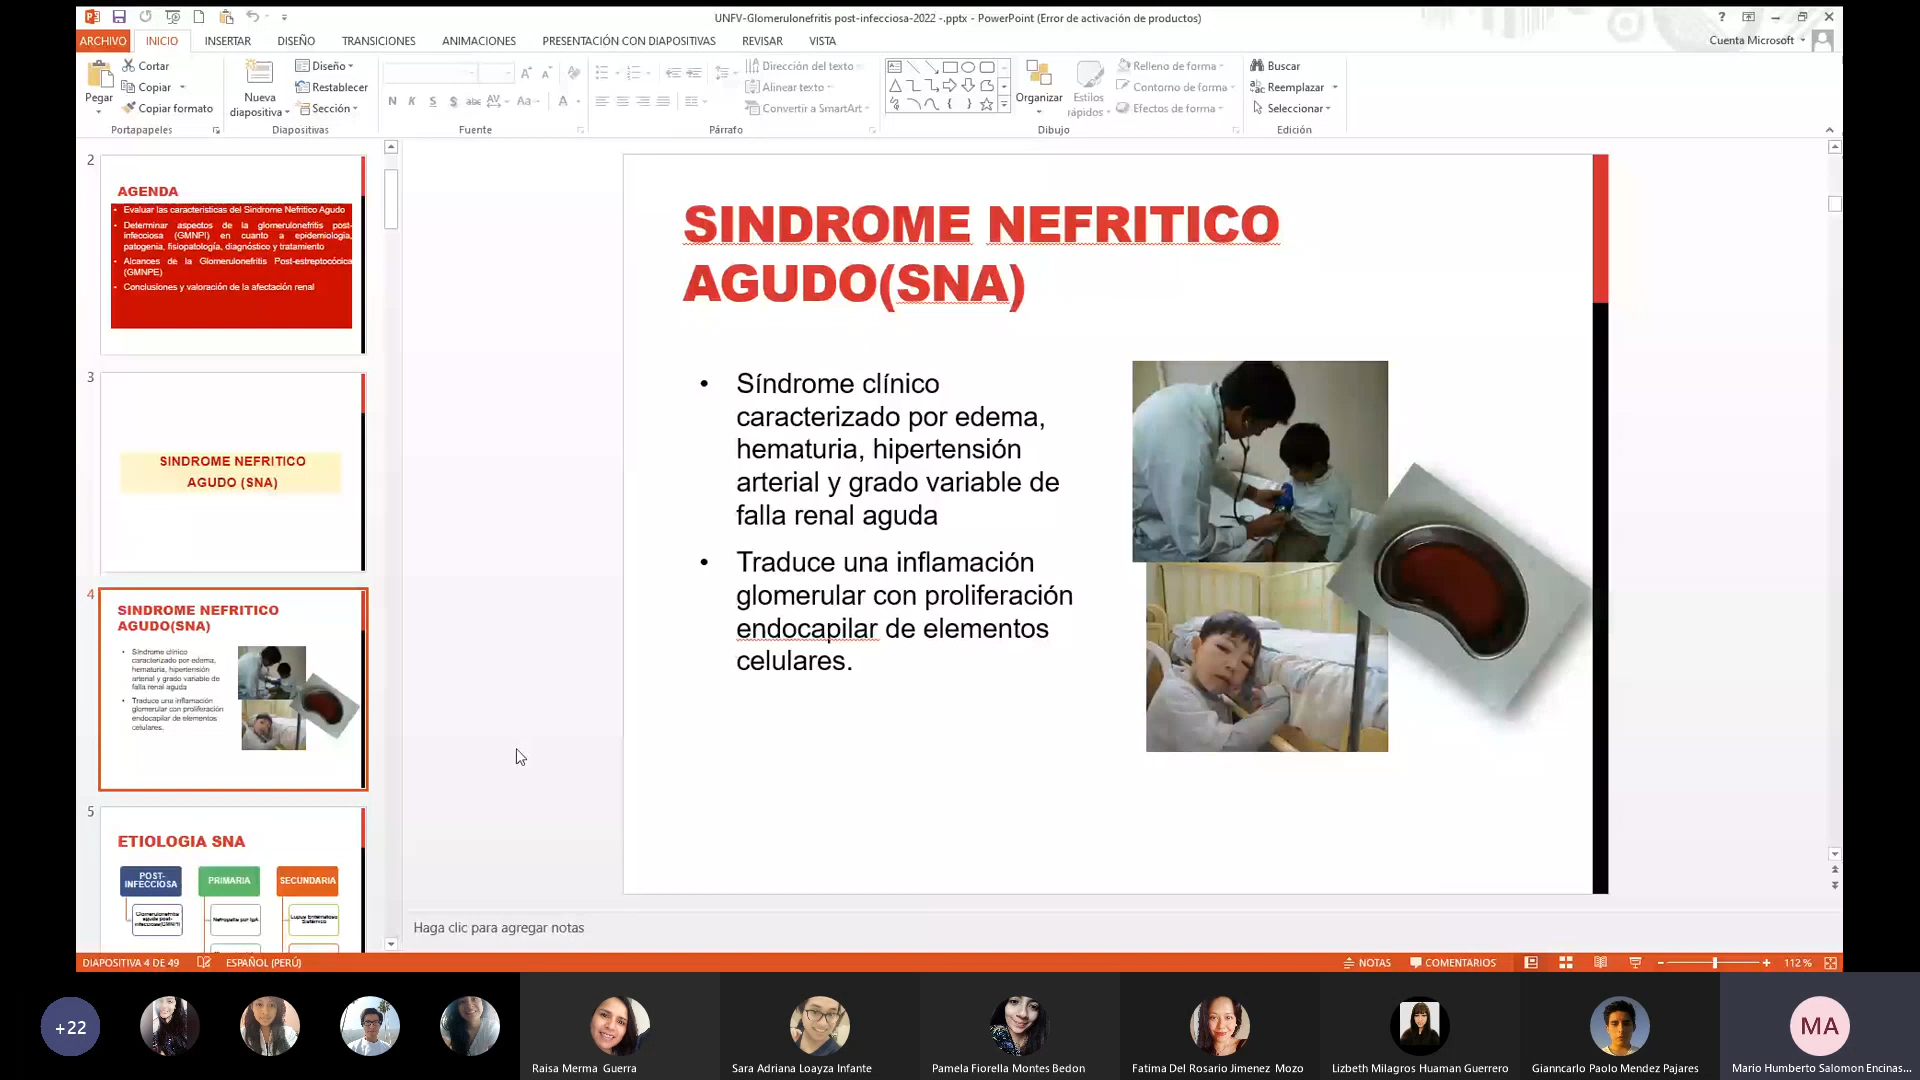 UNFV-Glomerulonefritis post-infecciosa-2022 -.pptx - PowerPoint (Error de activación de productos)
ARCHIVO INICIO INSERTAR DISEÑO TRANSICIONES ANIMACIONES PRESENTACIÓN CON DIAPOSITIVAS REVISAR VISTA
Cuenta Microsoft
Pegar
Cortar
Copiar
Copiar formato
Portapapeles
Nueva
diapositiva
Diseño
Restablecer
Sección
Diapositivas
N K S S abc AV Aa A
Fuente
Dirección del texto
Alinear texto
Convertir a SmartArt
Párrafo
Organizar
Estilos
rápidos
Relleno de forma
Contorno de forma
Efectos de forma
Dibujo
Buscar
Reemplazar
Seleccionar
Edición
2
AGENDA
• Evaluar las características del Sindrome Nefritico Agudo
• Determinar aspectos de la glomerulonefritis post-
infecciosa (GMNPI) en cuanto a epidemiologia,
patogenia, fisiopatología, diagnóstico y tratamiento
• Alcances de la Glomerulonefritis Post-estreptocócica
(GMNPE)
• Conclusiones y valoración de la afectación renal
3
SINDROME NEFRITICO
AGUDO (SNA)
4
SINDROME NEFRITICO
AGUDO(SNA)
• Síndrome clínico
caracterizado por edema,
hematuria, hipertensión
arterial y grado variable de
falla renal aguda
• Traduce una inflamación
glomerular con proliferación
endocapilar de elementos
celulares.
5
ETIOLOGIA SNA
POST-
INFECCIOSA
PRIMARIA
SECUNDARIA
Glomerulonefritis
aguda post-
infecciosa(GMNPI)
Nefropatía por IgA
Lupus Eritematoso
Sistémico
SINDROME NEFRITICO
AGUDO(SNA)
• Síndrome clínico
caracterizado por edema,
hematuria, hipertensión
arterial y grado variable de
falla renal aguda
• Traduce una inflamación
glomerular con proliferación
endocapilar de elementos
celulares.
Haga clic para agregar notas
DIAPOSITIVA 4 DE 49 ESPAÑOL (PERÚ) NOTAS COMENTARIOS 112 %
+22
MA
Raisa Merma Guerra
Sara Adriana Loayza Infante
Pamela Fiorella Montes Bedon
Fatima Del Rosario Jimenez Mozo
Lizbeth Milagros Huaman Guerrero
Gianncarlo Paolo Mendez Pajares
Mario Humberto Salomon Encinas...